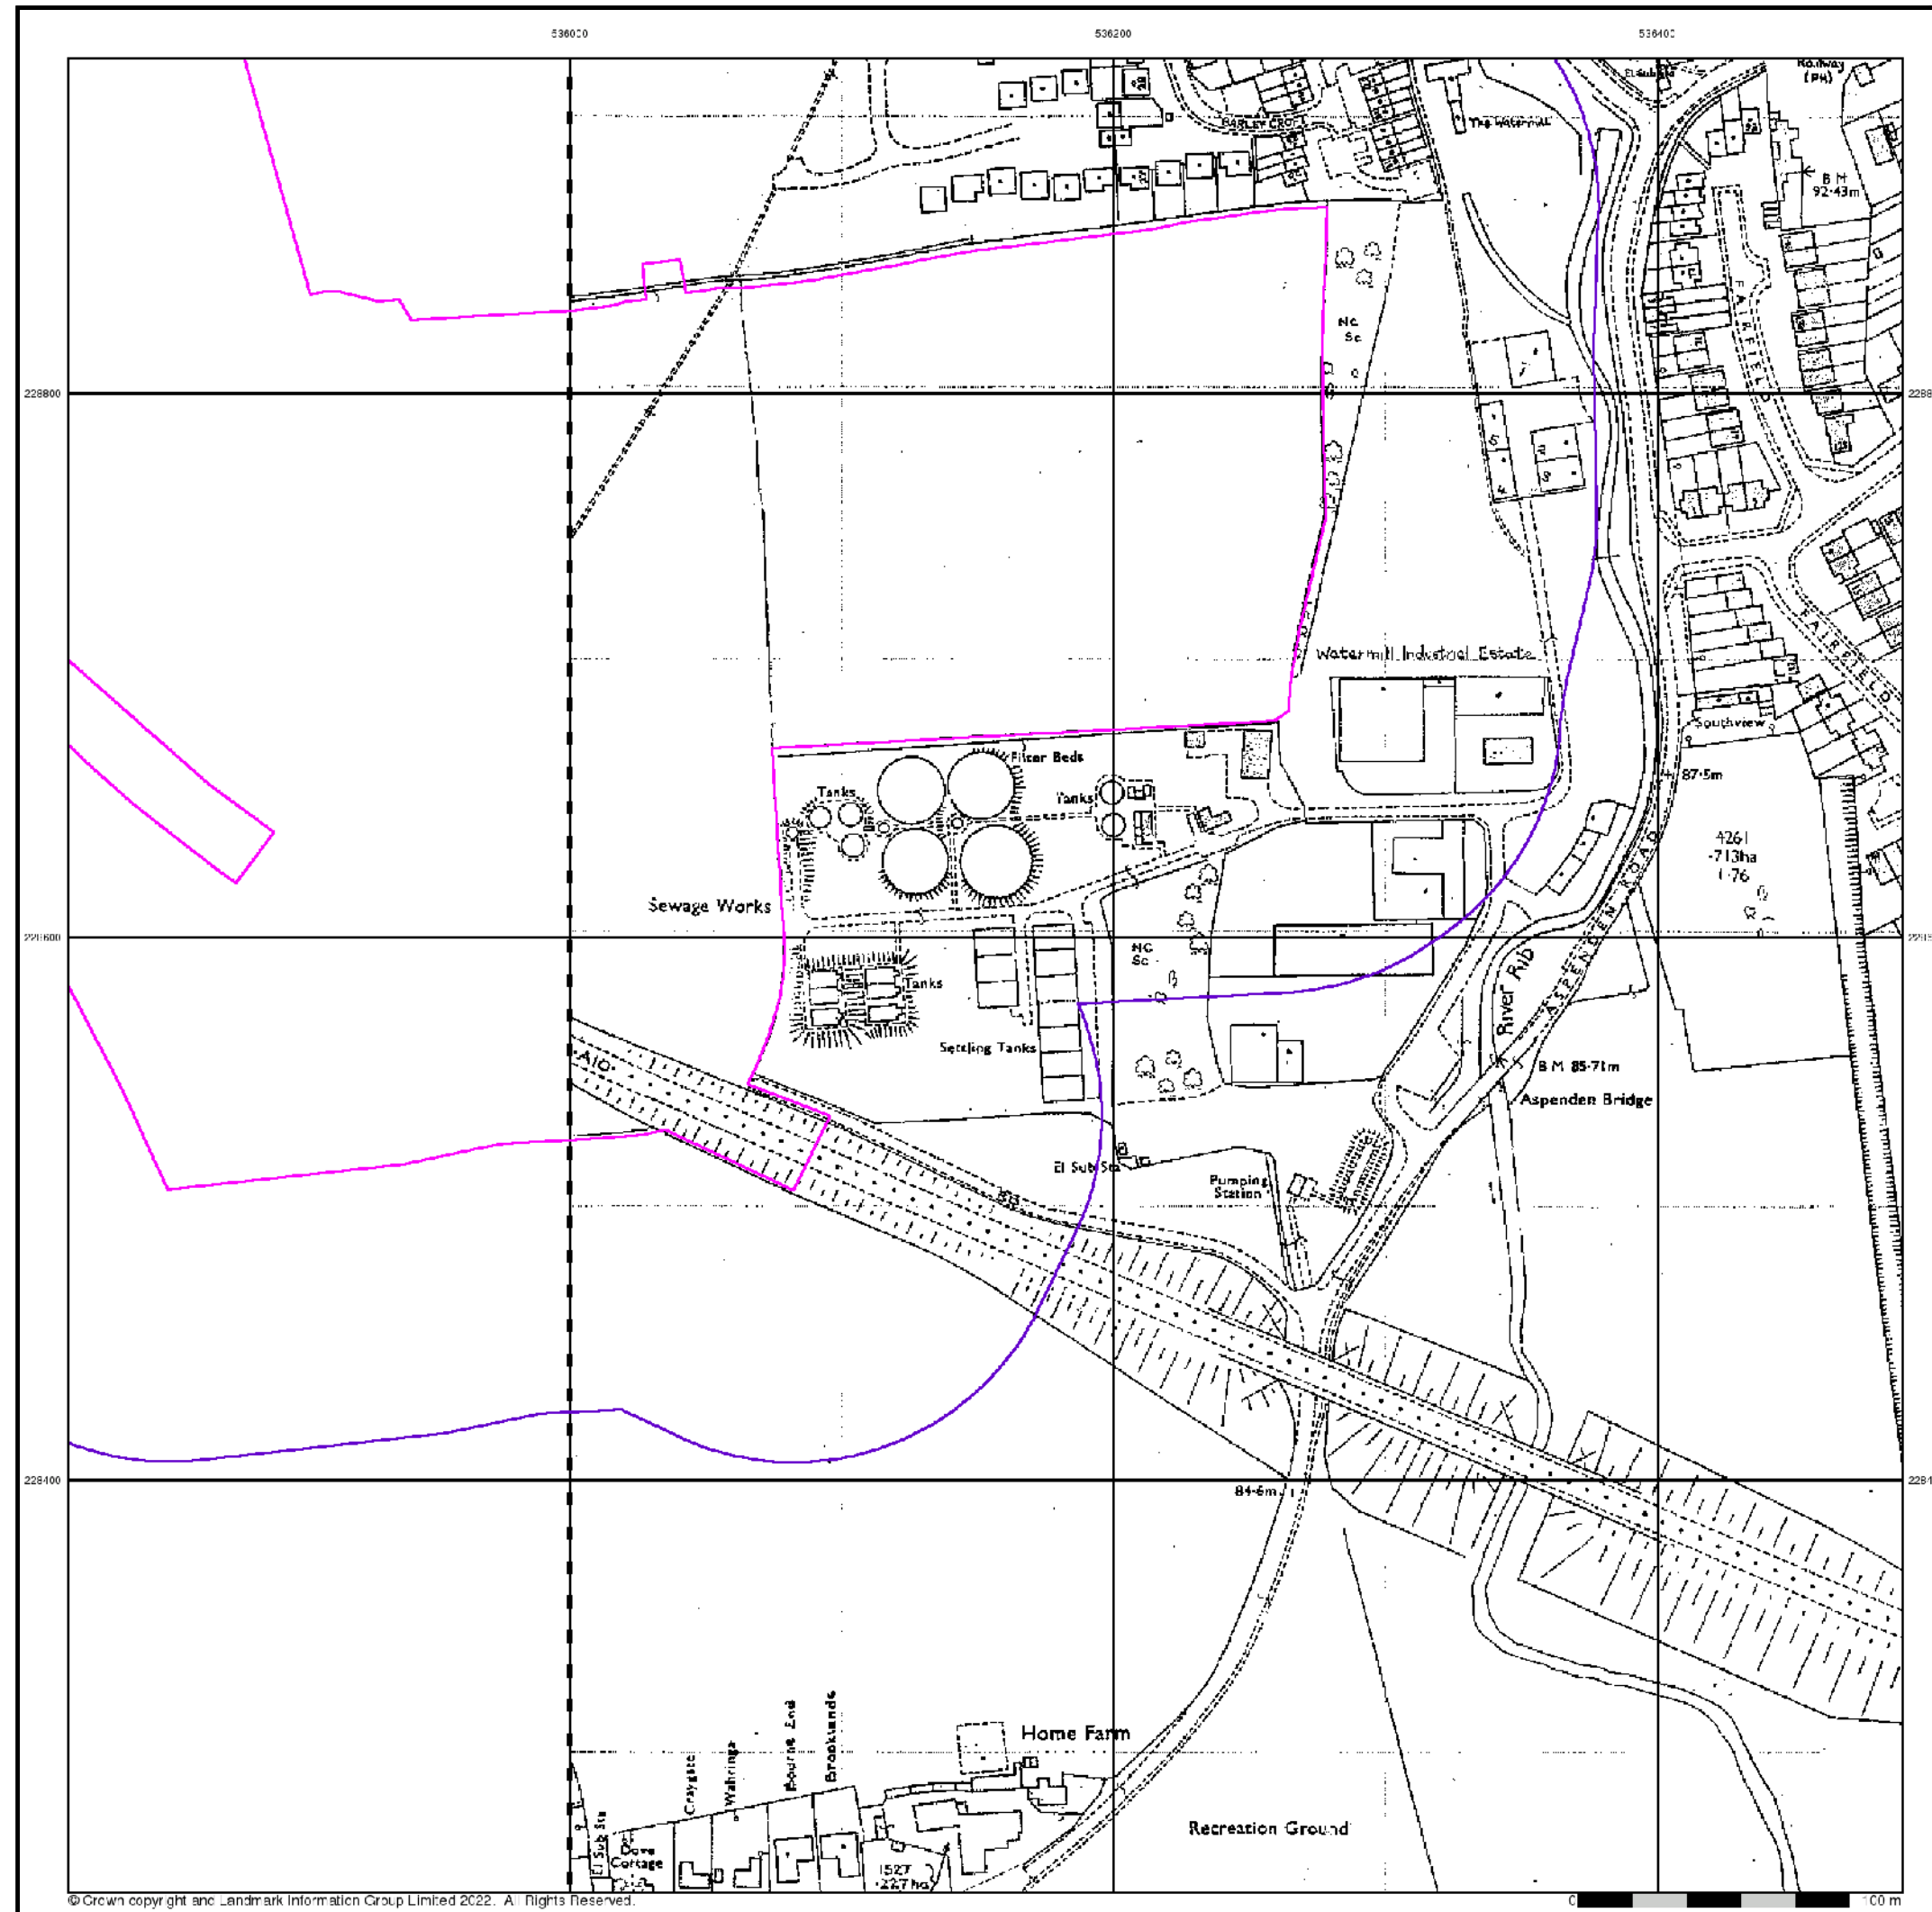 536000
536200
536400
Railway
(PH)
El Sub Sta
The Watermill
BARLEY CROFT
B M
92·43m
NC
Sc
FAIRFIELD
228800
Watermill Industrial Estate
FAIRFIELD
Southview
87·5m
Filter Beds
Tanks
Tanks
4261
·713ha
1·76
Sewage Works
ASPENDEN ROAD
228600
NC
Sc
River Rib
Tanks
Settling Tanks
A10
B M 85·71m
Aspenden Bridge
El Sub Sta
Pumping
Station
228400
84·6m
Home Farm
Graygate
Wahringa
Bourne End
Brooklands
Recreation Ground
El Sub Sta
Dove
Cottage
1527
·227ha
© Crown copyright and Landmark Information Group Limited 2022. All Rights Reserved.
0
100 m